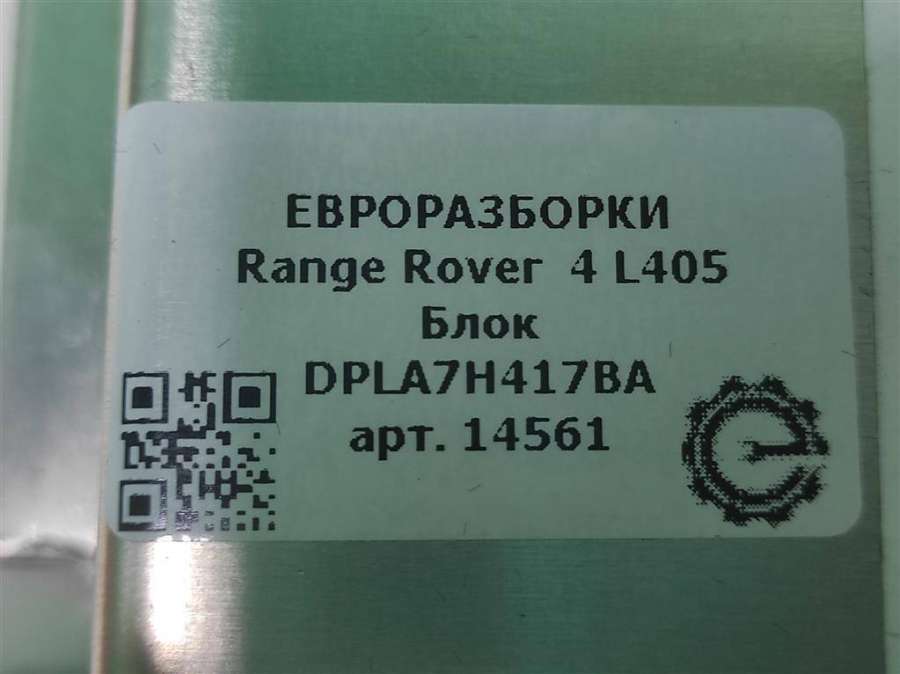 ЕВРОРАЗБОРКИ
Range Rover 4 L405
Блок
DPLA7H417BA
арт. 14561